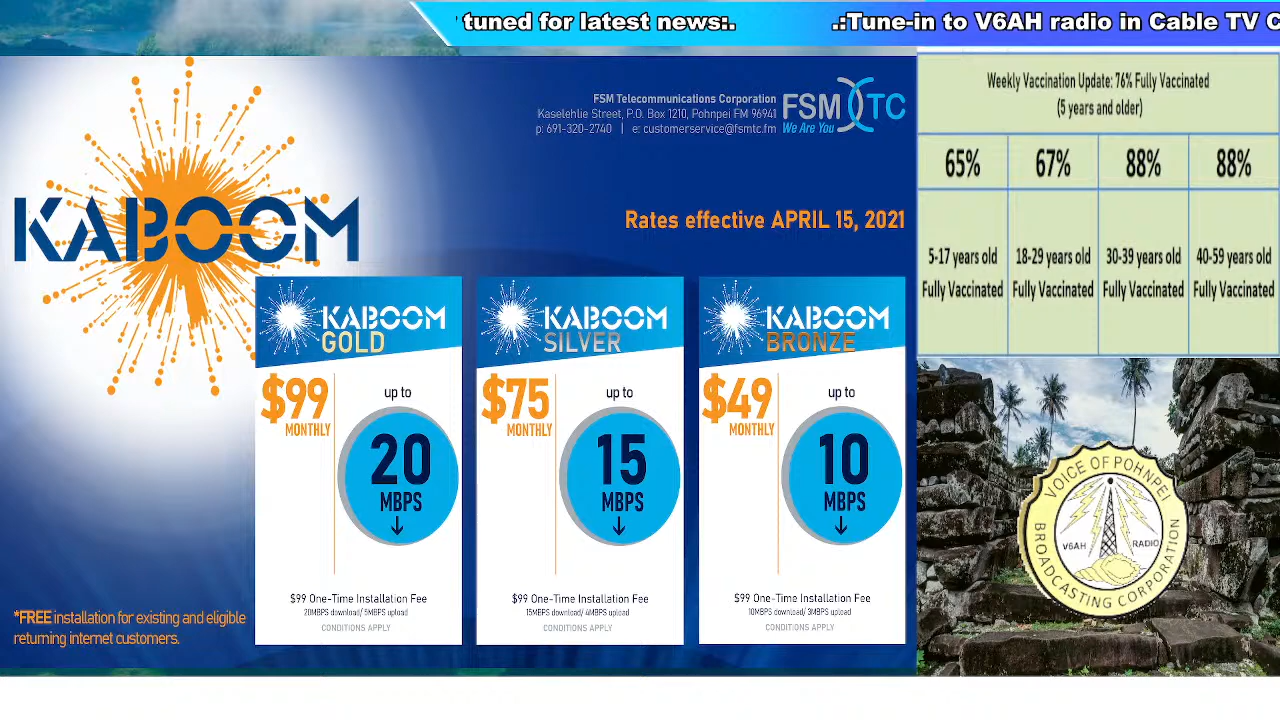 tuned for latest news:.
.:Tune-in to V6AH radio in Cable TV
FSM Telecommunications Corporation
Kaselehlie Street, P.O. Box 1210, Pohnpei FM 96941
p: 691-320-2740 | e: customerservice@fsmtc.fm
FSM TC
We Are You
KABOOM
Rates effective APRIL 15, 2021
KABOOM
GOLD
$99
MONTHLY
up to
20
MBPS
$99 One-Time Installation Fee
20MBPS download/ 5MBPS upload
CONDITIONS APPLY
KABOOM
SILVER
$75
MONTHLY
up to
15
MBPS
$99 One-Time Installation Fee
15MBPS download/ 4MBPS upload
CONDITIONS APPLY
KABOOM
BRONZE
$49
MONTHLY
up to
10
MBPS
$99 One-Time Installation Fee
10MBPS download/ 3MBPS upload
CONDITIONS APPLY
*FREE installation for existing and eligible
returning internet customers.
Weekly Vaccination Update: 76% Fully Vaccinated
(5 years and older)
65% 67% 88% 88%
5-17 years old
Fully Vaccinated
18-29 years old
Fully Vaccinated
30-39 years old
Fully Vaccinated
40-59 years old
Fully Vaccinated
VOICE OF POHNPEI
V6AH RADIO
BROADCASTING CORPORATION